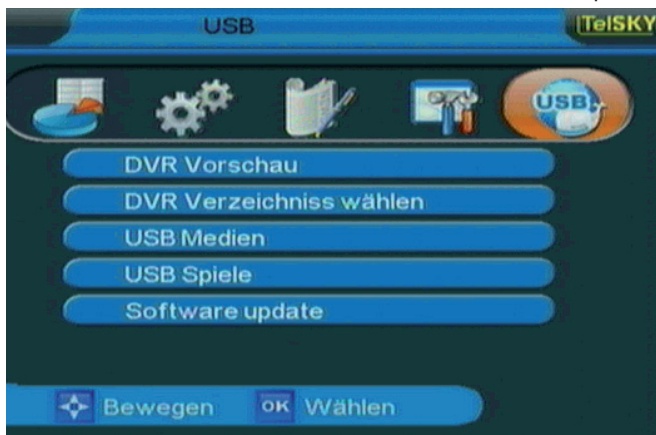 USB
TelSKY
USB
DVR Vorschau
DVR Verzeichniss wählen
USB Medien
USB Spiele
Software update
Bewegen OK Wählen